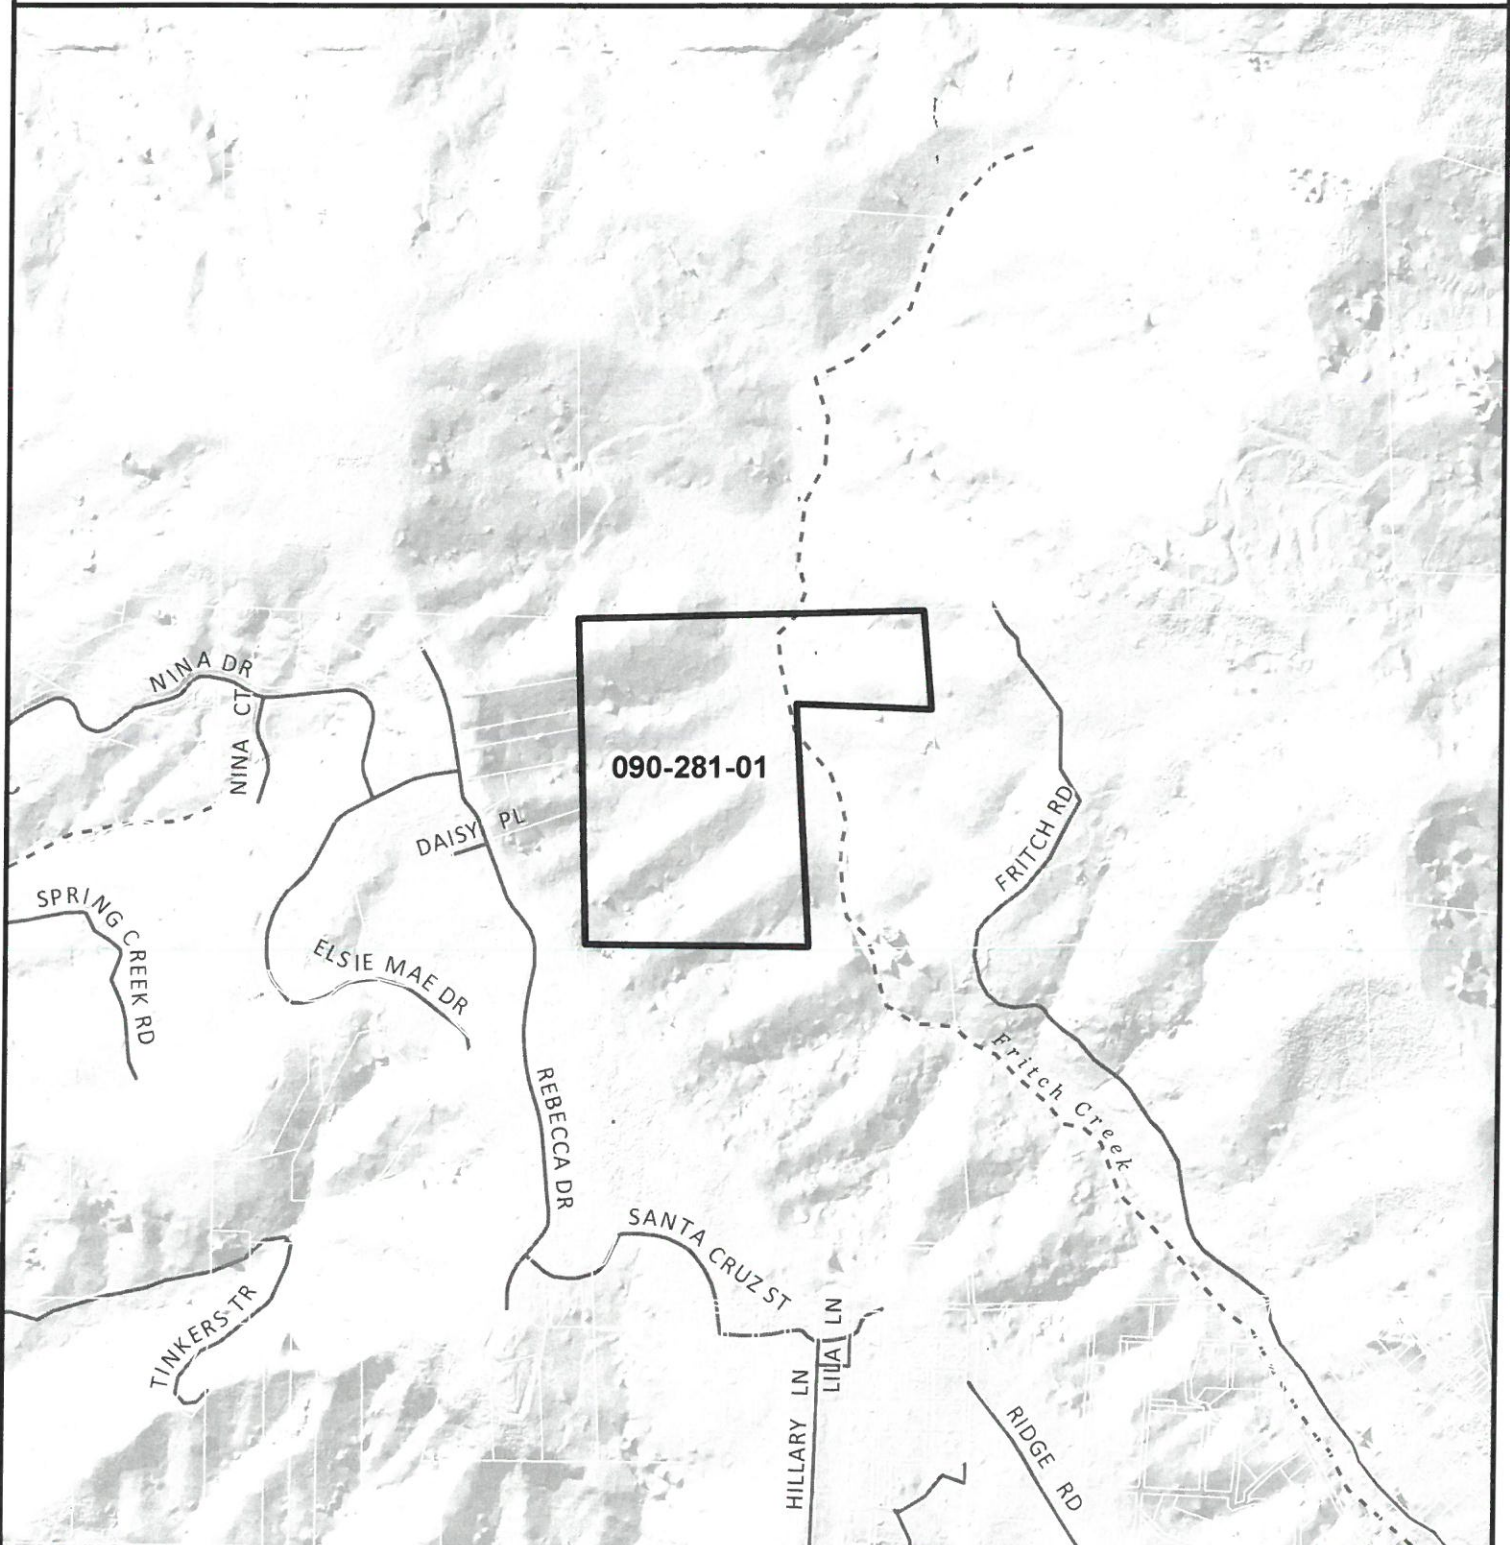 NINA DR
NINA CT
090-281-01
DAISY PL
FRITCH RD
SPRING CREEK RD
ELSIE MAE DR
Fritch Creek
REBECCA DR
SANTA CRUZ ST
TINKERS TR
LILA LN
HILLARY LN
RIDGE RD